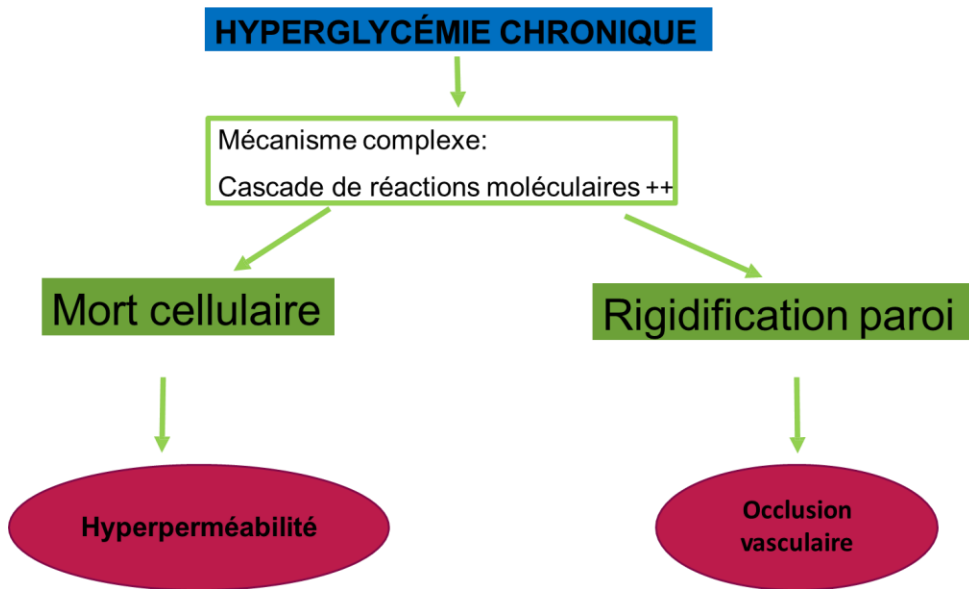 HYPERGLYCÉMIE CHRONIQUE
Mécanisme complexe:
Cascade de réactions moléculaires ++
Mort cellulaire
Rigidification paroi
Hyperperméabilité
Occlusion
vasculaire